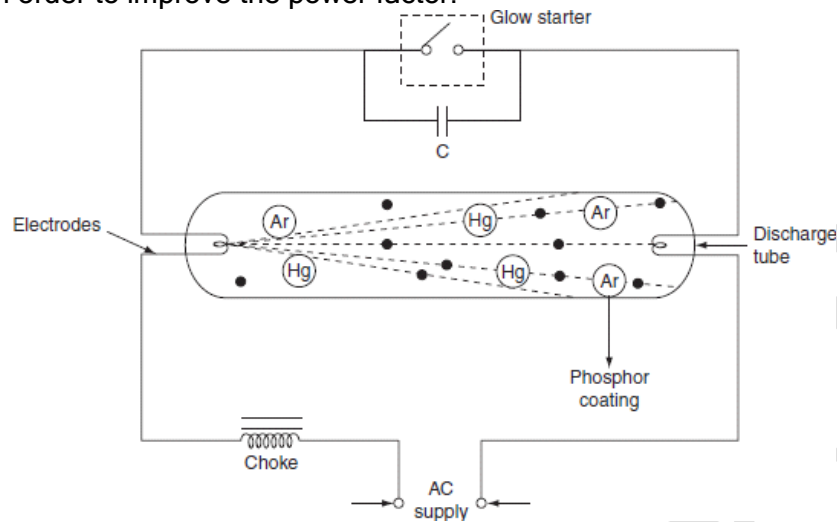 n order to improve the power factor.
Glow starter
C
Ar
Hg
Ar
Electrodes
Discharge
tube
Hg
Hg
Ar
Phosphor
coating
Choke
AC
supply